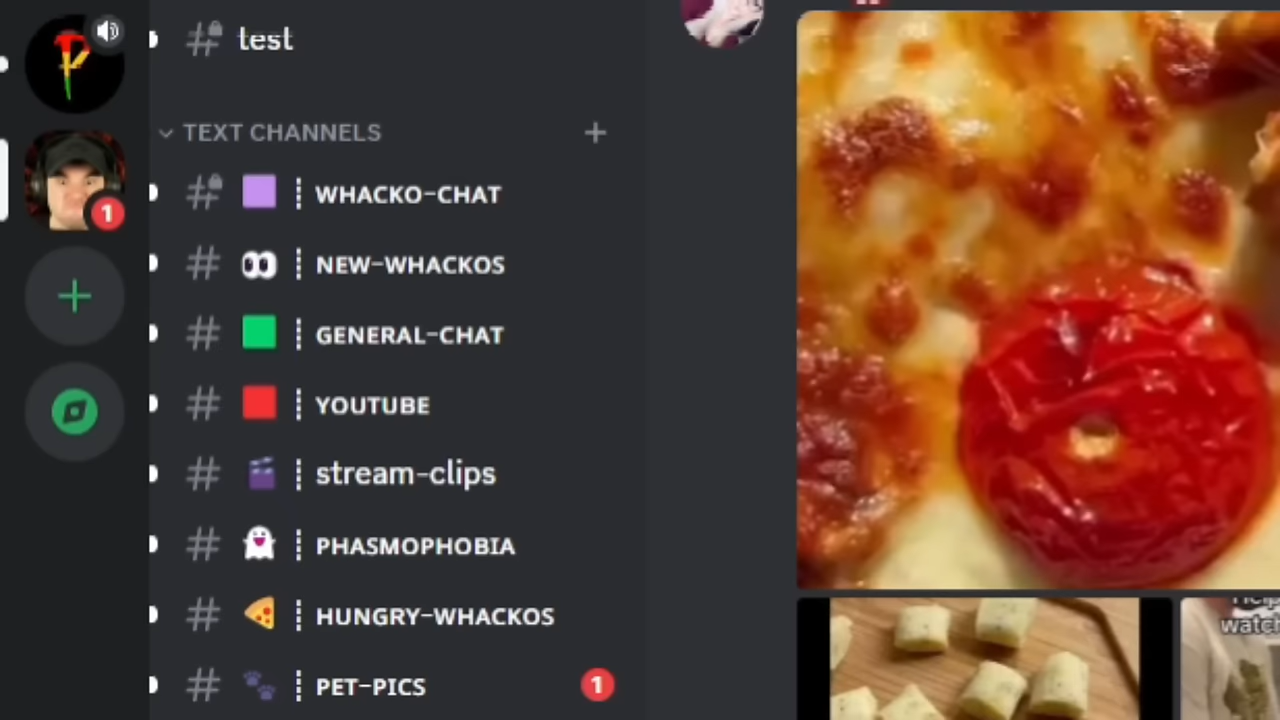 test
TEXT CHANNELS
1
WHACKO-CHAT
NEW-WHACKOS
GENERAL-CHAT
YOUTUBE
stream-clips
PHASMOPHOBIA
HUNGRY-WHACKOS
PET-PICS 1
watch